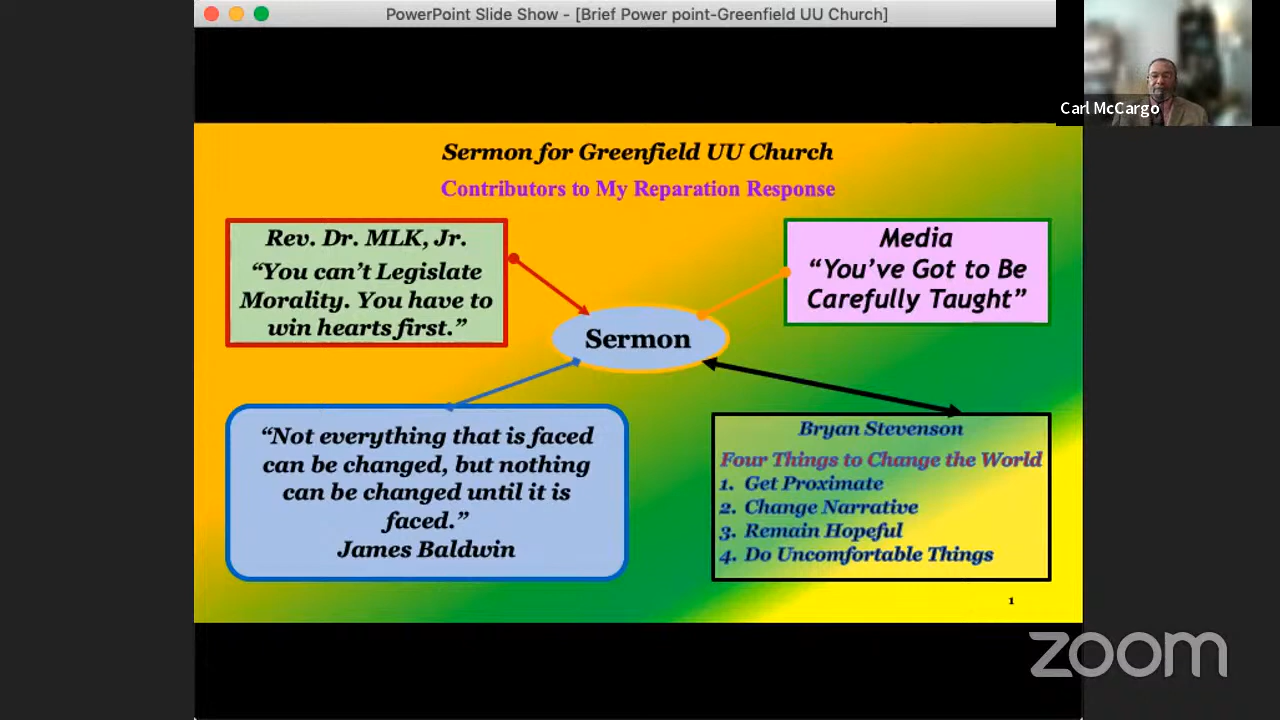 PowerPoint Slide Show - [Brief Power point-Greenfield UU Church]
Carl McCargo
Sermon for Greenfield UU Church
Contributors to My Reparation Response
Rev. Dr. MLK, Jr.
“You can’t Legislate
Morality. You have to
win hearts first.”
Media
“You’ve Got to Be
Carefully Taught”
Sermon
“Not everything that is faced
can be changed, but nothing
can be changed until it is
faced.”
James Baldwin
Bryan Stevenson
Four Things to Change the World
1. Get Proximate
2. Change Narrative
3. Remain Hopeful
4. Do Uncomfortable Things
1
zoom